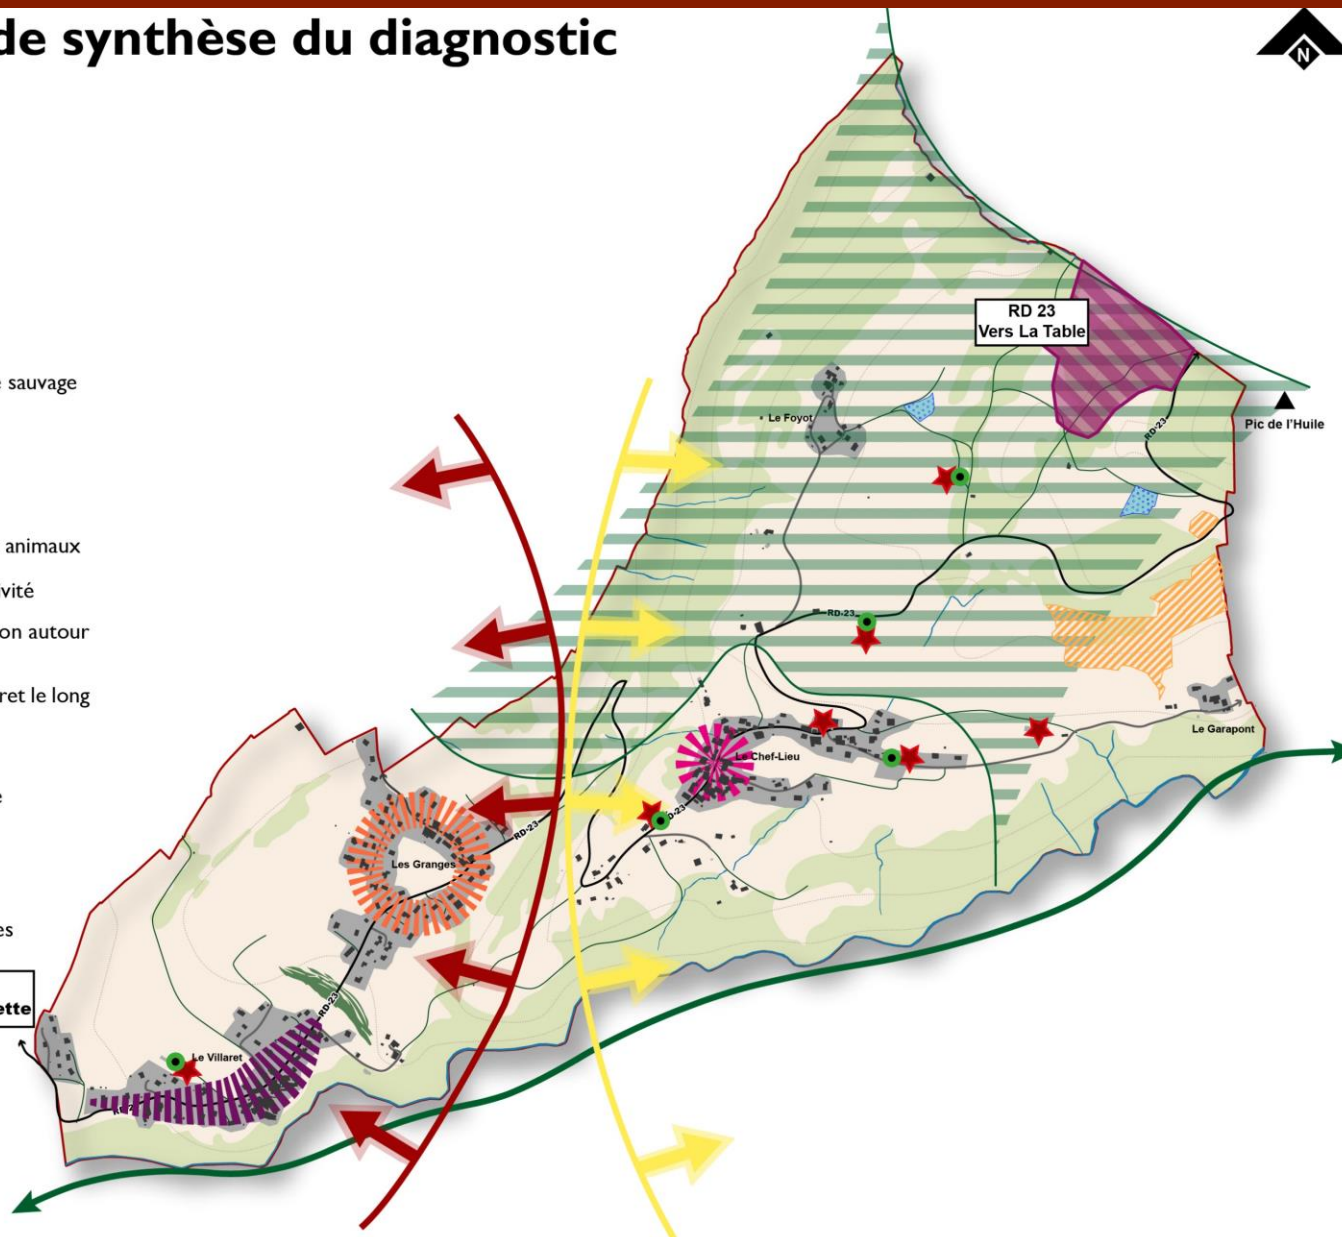 de synthèse du diagnostic
N
sauvage
RD 23
Vers La Table
Pic de l'Huile
Le Foyot
RD-23
animaux
vité
on autour
RD-23
ret le long
Le Garapont
Le Chef-Lieu
D-23
RD-23
Les Granges
es
ette
RD-23
Le Villaret